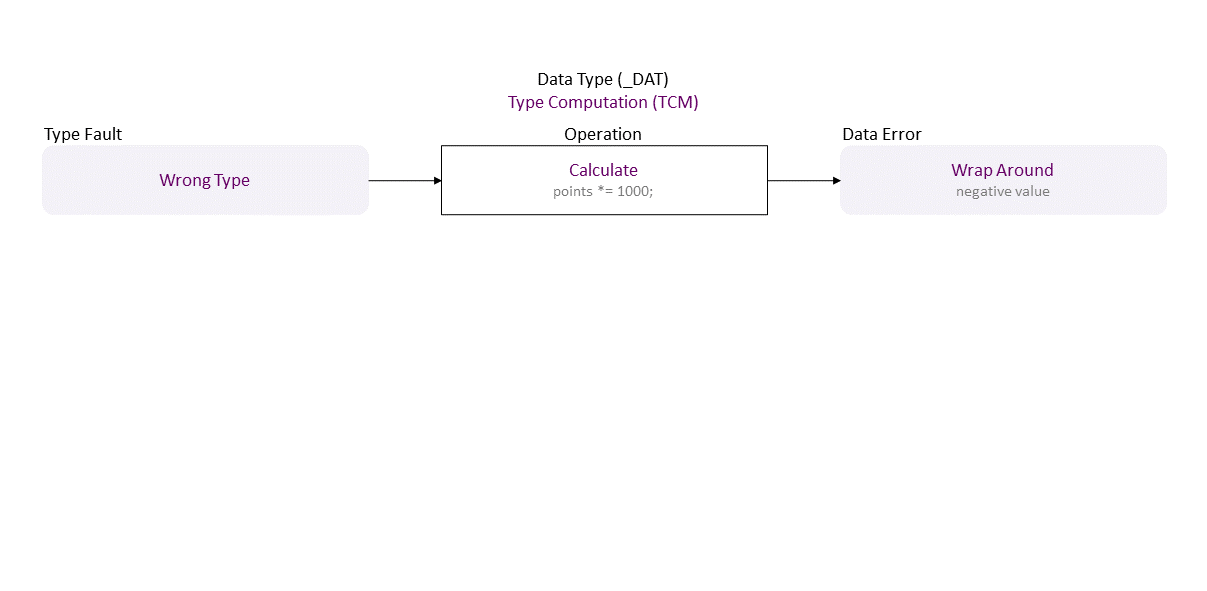 Data Type (_DAT)
Type Computation (TCM)
Type Fault
Operation
Data Error
Wrong Type
Calculate
points *= 1000;
Wrap Around
negative value